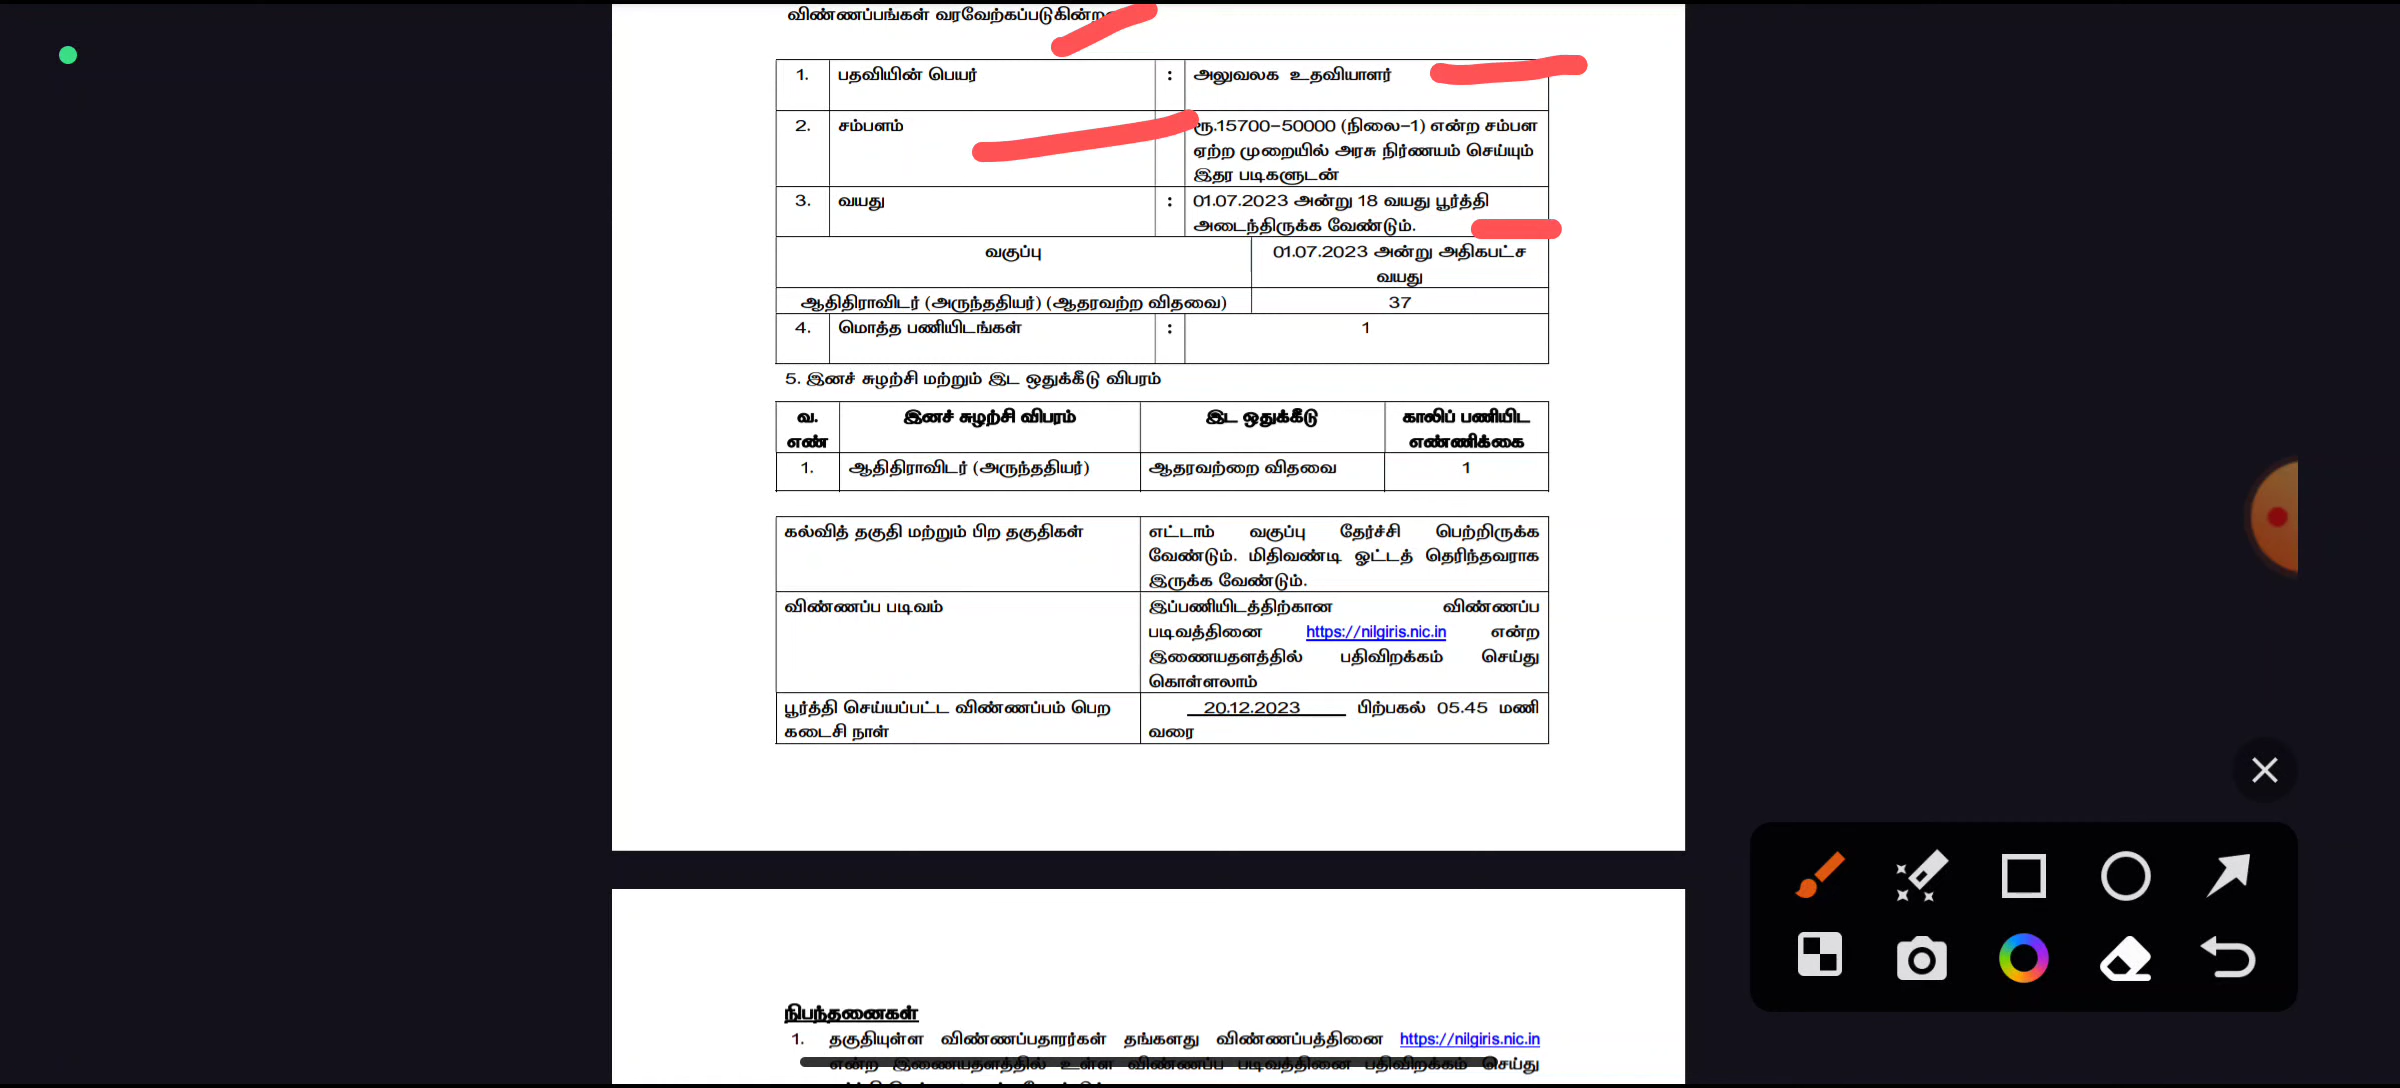 விண்ணப்பங்கள் வரவேற்கப்படுகின்றன
1. பதவியின் பெயர் : அலுவலக உதவியாளர்
2. சம்பளம் ரூ.15700-50000 (நிலை-1) என்ற சம்பள
ஏற்ற முறையில் அரசு நிர்ணயம் செய்யும்
இதர படிகளுடன்
3. வயது : 01.07.2023 அன்று 18 வயது பூர்த்தி
அடைந்திருக்க வேண்டும்.
வகுப்பு 01.07.2023 அன்று அதிகபட்ச
வயது
ஆதிதிராவிடர் (அருந்ததியர்) (ஆதரவற்ற விதவை) 37
4. மொத்த பணியிடங்கள் : 1
5. இனச் சுழற்சி மற்றும் இட ஒதுக்கீடு விபரம்
வ. இனச் சுழற்சி விபரம் இட ஒதுக்கீடு காலிப் பணியிட
எண் எண்ணிக்கை
1. ஆதிதிராவிடர் (அருந்ததியர்) ஆதரவற்றை விதவை 1
கல்வித் தகுதி மற்றும் பிற தகுதிகள் எட்டாம் வகுப்பு தேர்ச்சி பெற்றிருக்க
வேண்டும். மிதிவண்டி ஓட்டத் தெரிந்தவராக
இருக்க வேண்டும்.
விண்ணப்ப படிவம் இப்பணியிடத்திற்கான விண்ணப்ப
படிவத்தினை https://nilgiris.nic.in என்ற
இணையதளத்தில் பதிவிறக்கம் செய்து
கொள்ளலாம்
பூர்த்தி செய்யப்பட்ட விண்ணப்பம் பெற 20.12.2023 பிற்பகல் 05.45 மணி
கடைசி நாள் வரை
நிபந்தனைகள்
1. தகுதியுள்ள விண்ணப்பதாரர்கள் தங்களது விண்ணப்பத்தினை https://nilgiris.nic.in
என்ற இணையதளத்தில் உள்ள விண்ணப்ப படிவத்தினை பதிவிறக்கம் செய்து